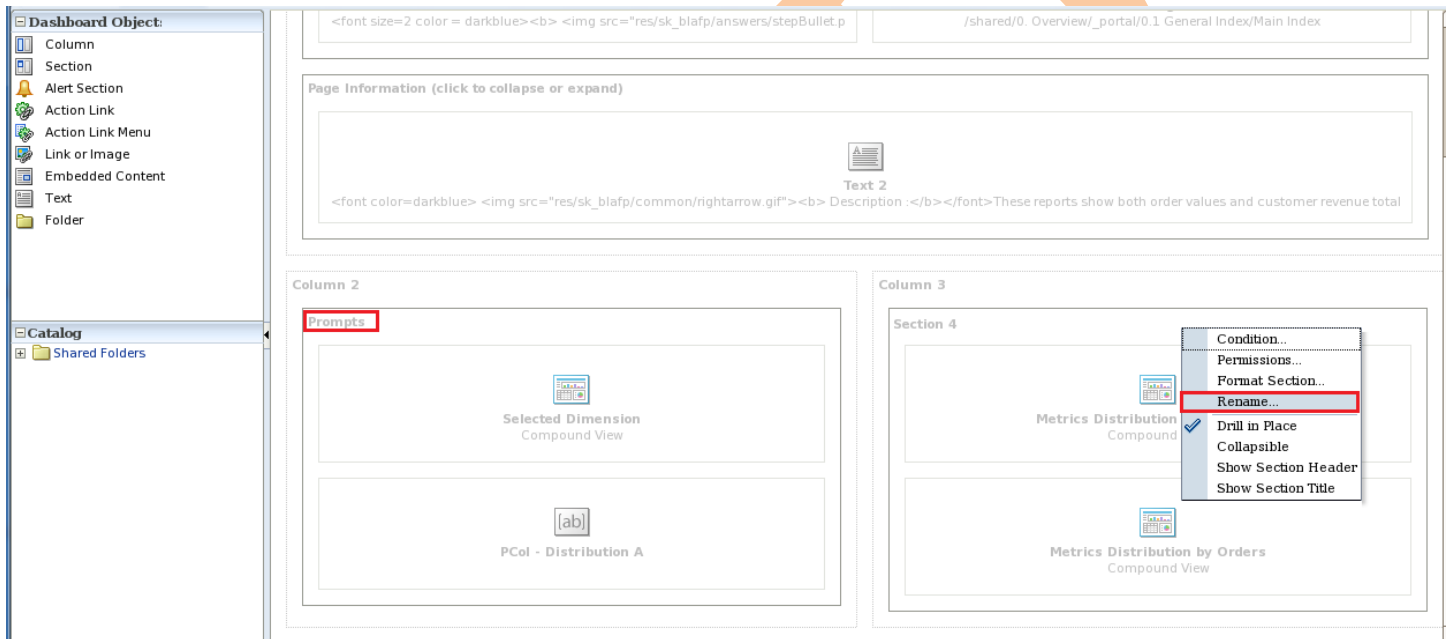 Dashboard Object:
Column
Section
Alert Section
Action Link
Action Link Menu
Link or Image
Embedded Content
Text
Folder
Catalog
Shared Folders
<font size=2 color = darkblue><b> <img src="res/sk_blafp/answers/stepBullet.p
/shared/0. Overview/_portal/0.1 General Index/Main Index
Page Information (click to collapse or expand)
Text 2
<font color=darkblue> <img src="res/sk_blafp/common/rightarrow.gif"><b> Description :</b></font>These reports show both order values and customer revenue total
Column 2
Prompts
Selected Dimension
Compound View
[ab]
PCol - Distribution A
Column 3
Section 4
Metrics Distribution
Compound
Metrics Distribution by Orders
Compound View
Condition...
Permissions...
Format Section...
Rename...
Drill in Place
Collapsible
Show Section Header
Show Section Title